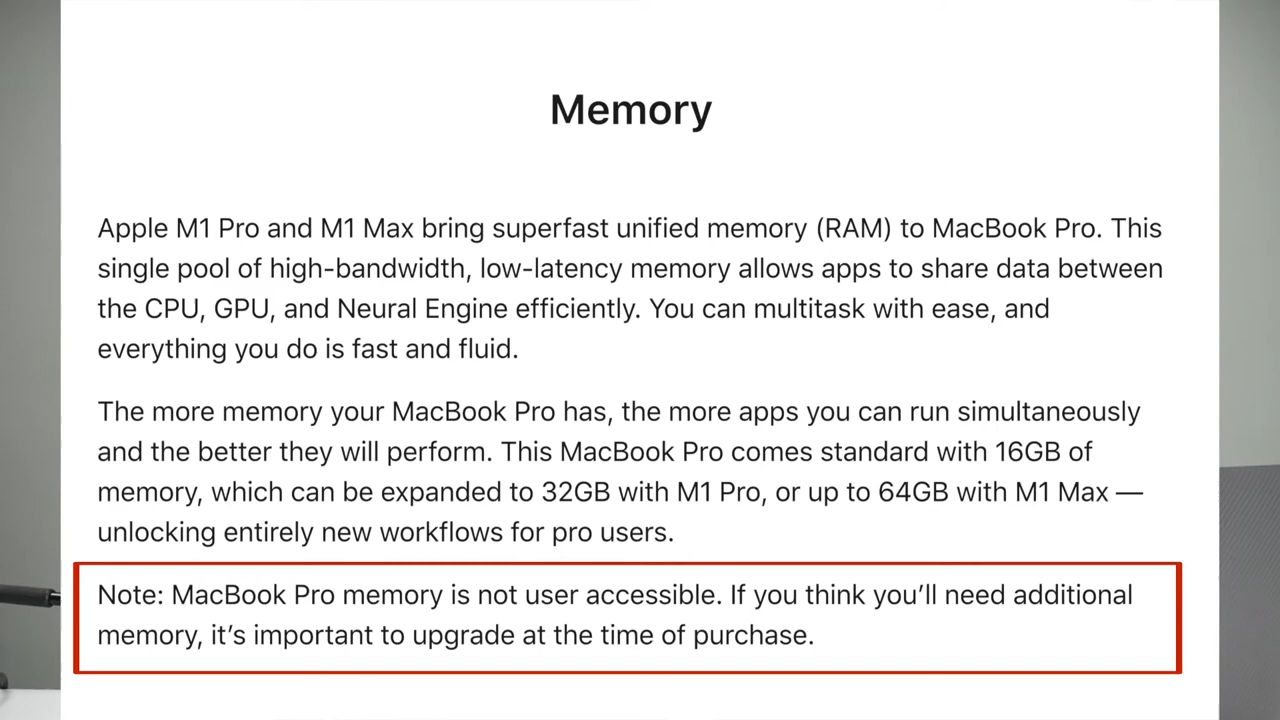 Memory
Apple M1 Pro and M1 Max bring superfast unified memory (RAM) to MacBook Pro. This
single pool of high-bandwidth, low-latency memory allows apps to share data between
the CPU, GPU, and Neural Engine efficiently. You can multitask with ease, and
everything you do is fast and fluid.
The more memory your MacBook Pro has, the more apps you can run simultaneously
and the better they will perform. This MacBook Pro comes standard with 16GB of
memory, which can be expanded to 32GB with M1 Pro, or up to 64GB with M1 Max —
unlocking entirely new workflows for pro users.
Note: MacBook Pro memory is not user accessible. If you think you’ll need additional
memory, it’s important to upgrade at the time of purchase.